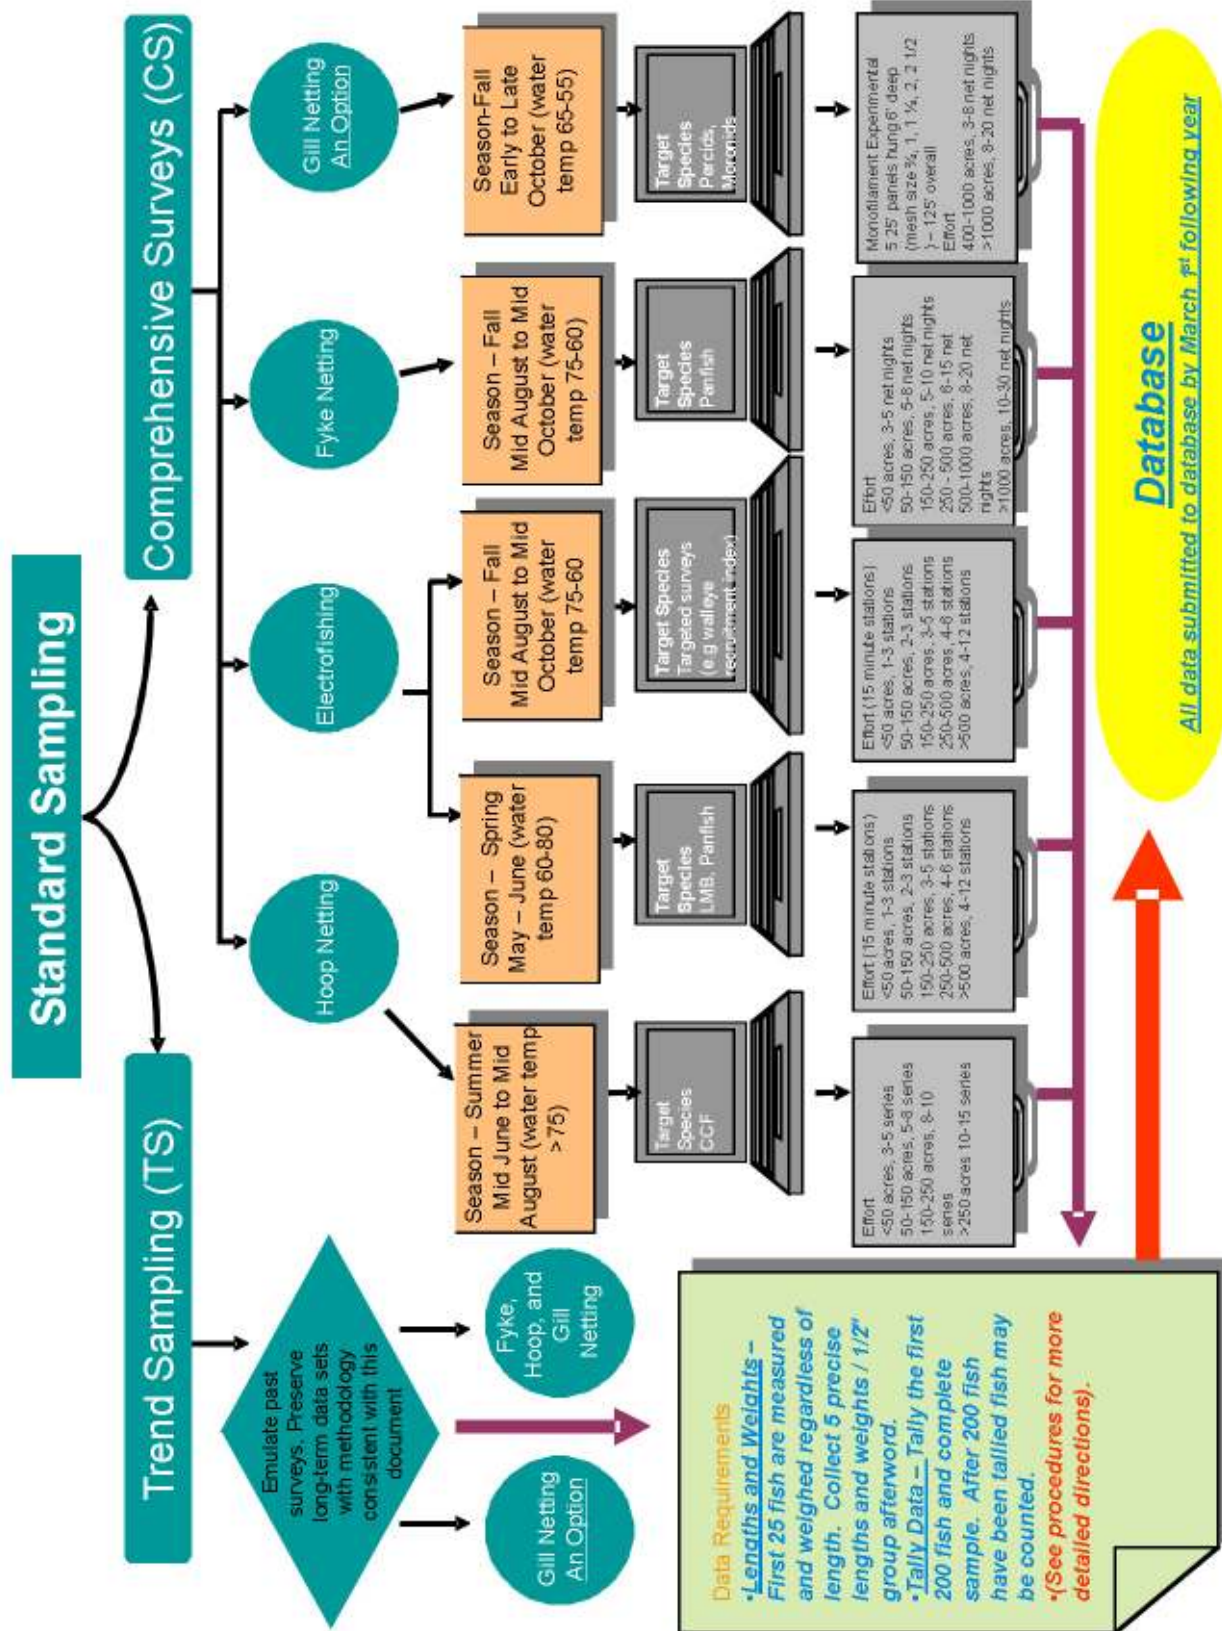 Standard Sampling
Trend Sampling (TS)
Comprehensive Surveys (CS)
Emulate past
surveys. Preserve
long-term data sets
with methodology
consistent with this
document
Gill Netting
An Option
Fyke,
Hoop, and
Gill
Netting
Hoop Netting
Electrofishing
Fyke Netting
Gill Netting
An Option
Season – Summer
Mid June to Mid
August (water temp
>75)
Season – Spring
May – June (water
temp 60-80)
Season – Fall
Mid August to Mid
October (water
temp 75-60
Season – Fall
Mid August to Mid
October (water
temp 75-60)
Season-Fall
Early to Late
October (water
temp 65-55)
Target
Species
CCF
Target
Species
LMB, Panfish
Target Species
Targeted surveys
(e.g walleye
recruitment index)
Target
Species
Panfish
Target
Species
Percids,
Moronids
Effort
<50 acres, 3-5 series
50-150 acres, 5-8 series
150-250 acres, 8-10
series
>250 acres 10-15 series
Effort (15 minute stations)
<50 acres, 1-3 stations
50-150 acres, 2-3 stations
150-250 acres, 3-5 stations
250-500 acres, 4-6 stations
>500 acres, 4-12 stations
Effort (15 minute stations)
<50 acres, 1-3 stations
50-150 acres, 2-3 stations
150-250 acres, 3-5 stations
250-500 acres, 4-6 stations
>500 acres, 4-12 stations
Effort
<50 acres, 3-5 net nights
50-150 acres, 5-8 net nights
150-250 acres, 5-10 net nights
250 - 500 acres, 6-15 net
500-1000 acres, 8-20 net
nights
>1000 acres, 10-30 net nights
Monofilament Experimental
5 25' panels hung 6' deep
(mesh size ¾, 1, 1 ¼, 2, 2 1/2
) – 125' overall
Effort
400-1000 acres, 3-8 net nights
>1000 acres, 8-20 net nights
Data Requirements
•Lengths and Weights –
First 25 fish are measured
and weighed regardless of
length. Collect 5 precise
lengths and weights / 1/2"
group afterword.
•Tally Data – Tally the first
200 fish and complete
sample. After 200 fish
have been tallied fish may
be counted.
•(See procedures for more
detailed directions).
Database
All data submitted to database by March 1st following year